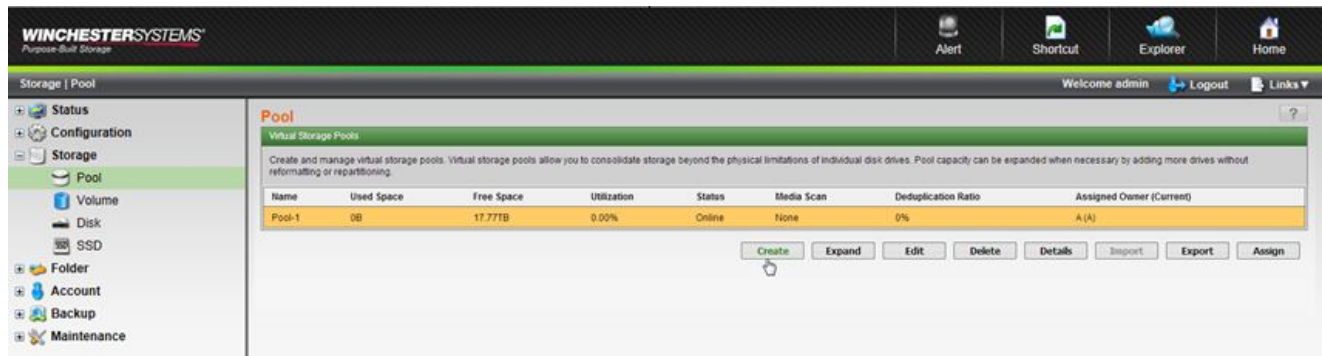 WINCHESTERSYSTEMS®
Purpose-Built Storage
Alert Shortcut Explorer Home
Storage | Pool
Welcome admin Logout Links ▼
Status
Configuration
Storage
Pool
Volume
Disk
SSD
Folder
Account
Backup
Maintenance
Pool
?
Virtual Storage Pools
Create and manage virtual storage pools. Virtual storage pools allow you to consolidate storage beyond the physical limitations of individual disk drives. Pool capacity can be expanded when necessary by adding more drives without
reformatting or repartitioning.
Name Used Space Free Space Utilization Status Media Scan Deduplication Ratio Assigned Owner (Current)
Pool-1 0B 17.77TB 0.00% Online None 0% A (A)
Create Expand Edit Delete Details Import Export Assign